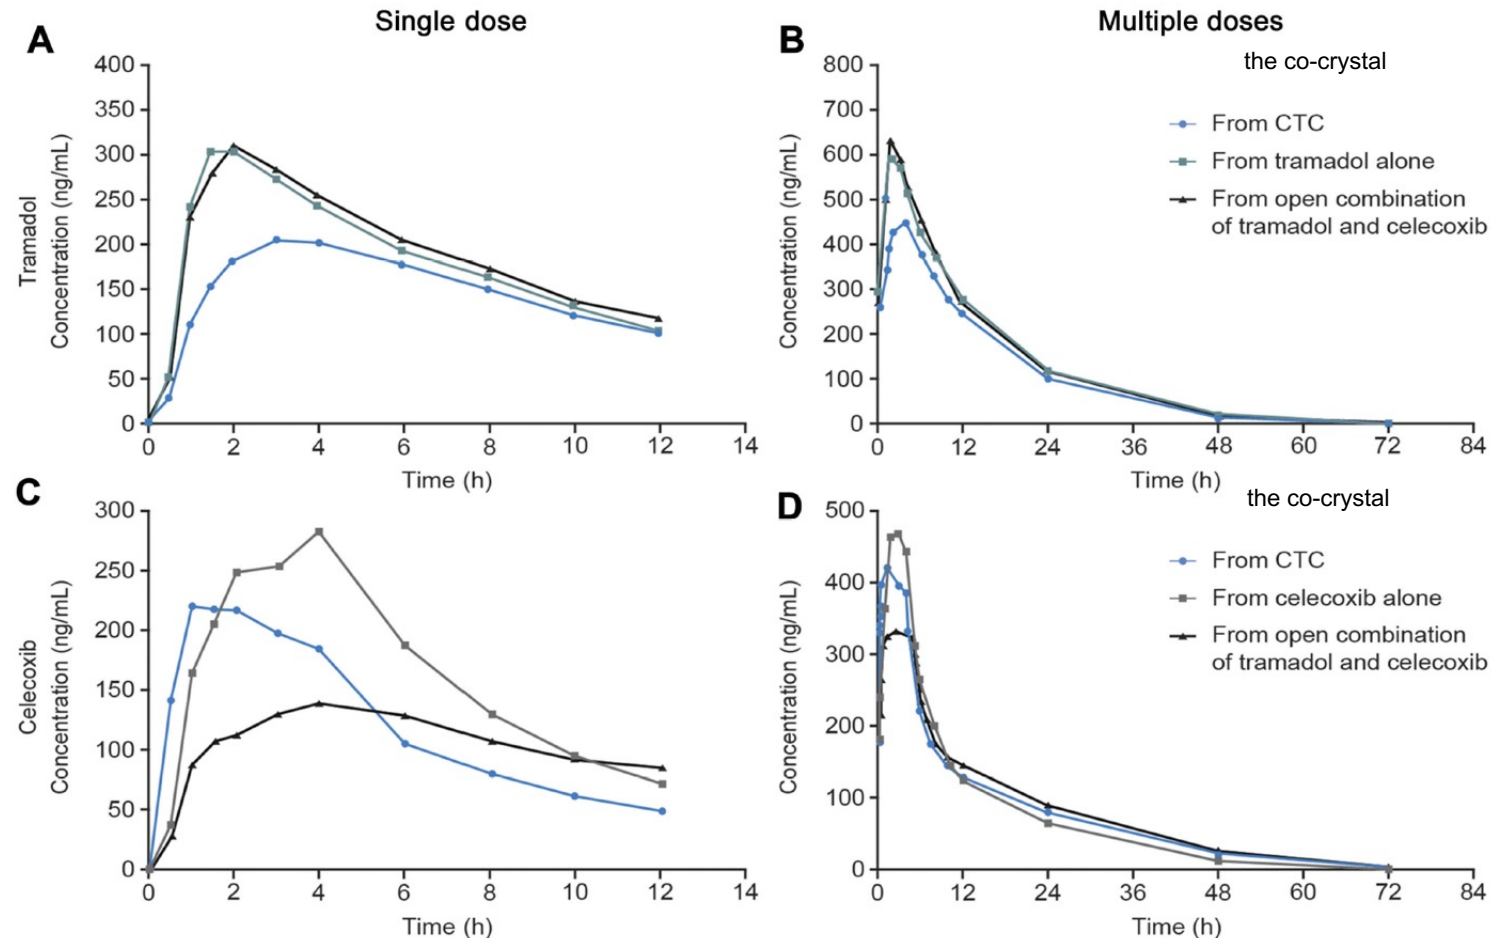 Single dose
Multiple doses
A
B
the co-crystal
400
350
300
250
200
150
100
50
0
Tramadol
Concentration (ng/mL)
0 2 4 6 8 10 12 14
Time (h)
800
700
600
500
400
300
200
100
0
Concentration (ng/mL)
0 12 24 36 48 60 72 84
Time (h)
From CTC
From tramadol alone
From open combination
of tramadol and celecoxib
C
D
the co-crystal
300
250
200
150
100
50
0
Celecoxib
Concentration (ng/mL)
0 2 4 6 8 10 12 14
Time (h)
500
400
300
200
100
0
Concentration (ng/mL)
0 12 24 36 48 60 72 84
Time (h)
From CTC
From celecoxib alone
From open combination
of tramadol and celecoxib